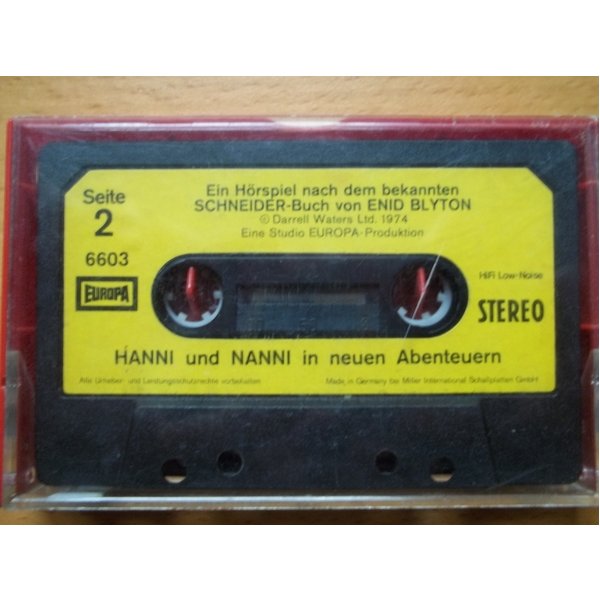 Seite
2
6603
EUROPA
Ein Hörspiel nach dem bekannten
SCHNEIDER-Buch von ENID BLYTON
© Darrell Waters Ltd. 1974
Eine Studio EUROPA-Produktion
HiFi Low-Noise
STEREO
HANNI und NANNI in neuen Abenteuern
Alle Urheber- und Leistungsschutzrechte vorbehalten
Made in Germany bei Miller International Schallplatten GmbH